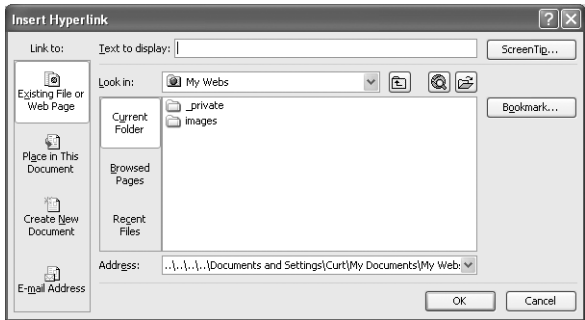 Insert Hyperlink
Link to:
Text to display:
ScreenTip...
Existing File or
Web Page
Look in:
My Webs
Bookmark...
Current
Folder
_private
images
Place in This
Document
Browsed
Pages
Create New
Document
Recent
Files
E-mail Address
Address:
..\..\..\..\Documents and Settings\Curt\My Documents\My Webs
OK
Cancel